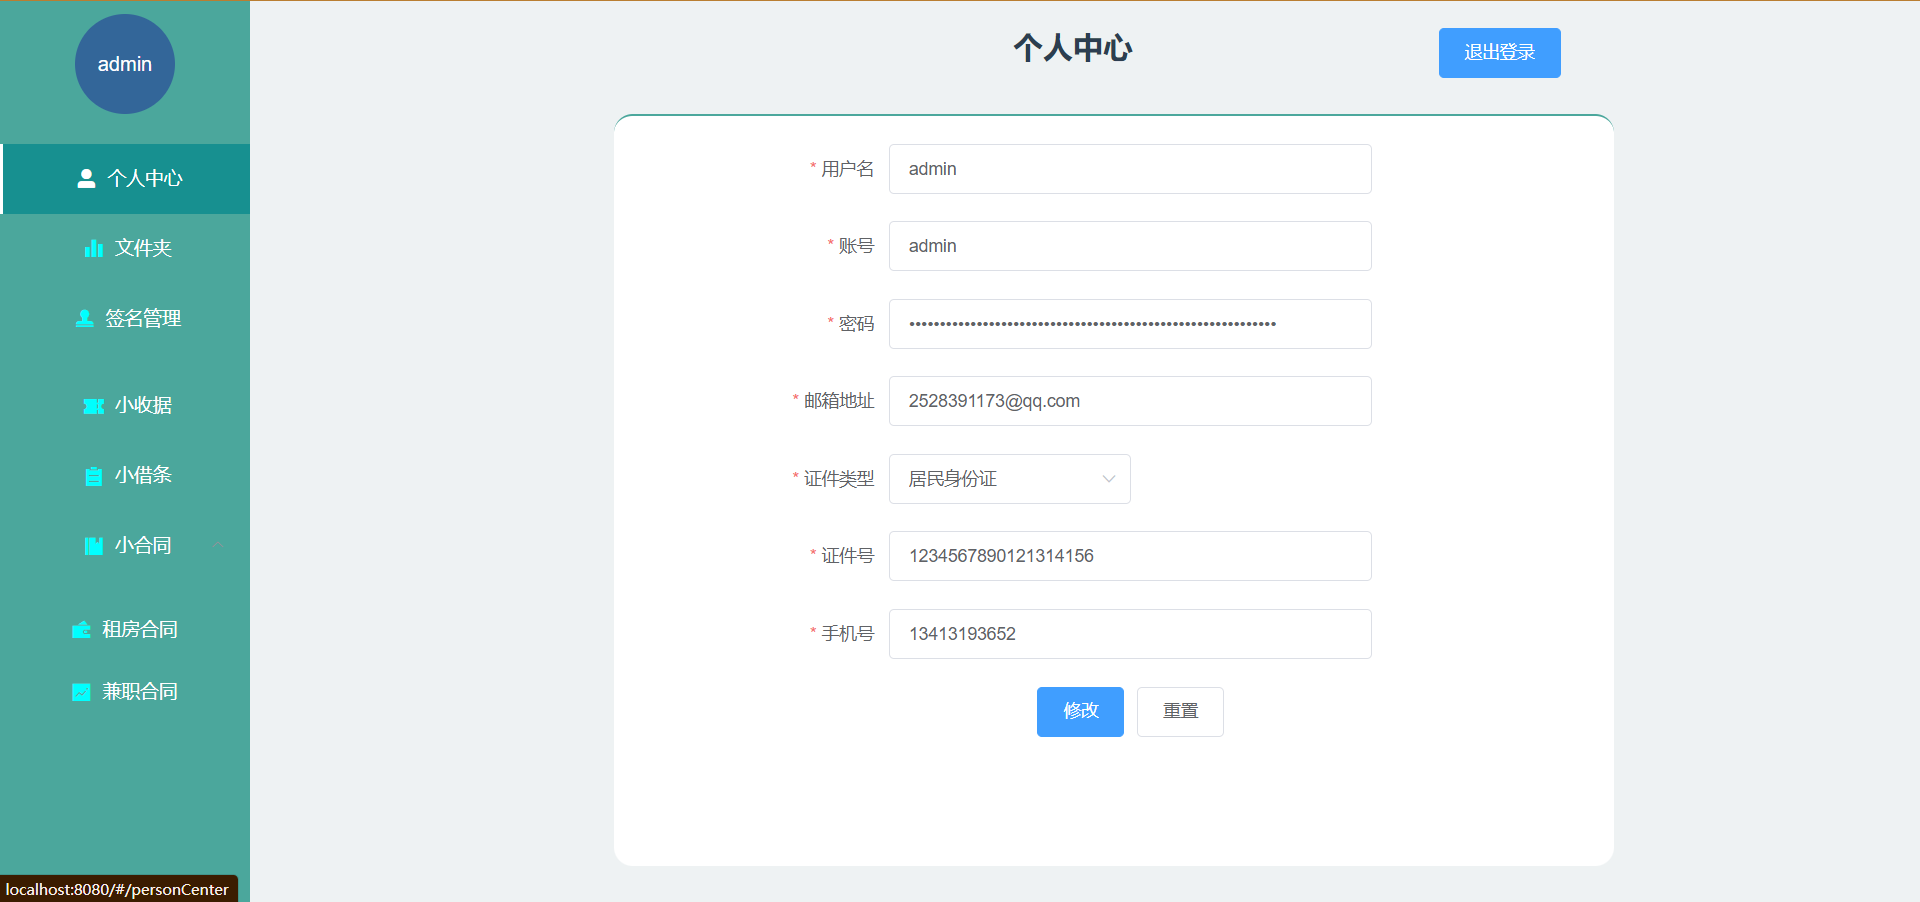 admin
个人中心
文件夹
签名管理
小收据
小借条
小合同
租房合同
兼职合同
个人中心
退出登录
* 用户名 admin
* 账号 admin
* 密码 ••••••••••••••••••••••••••••••••••••••••••••••••••••••••••••
* 邮箱地址 2528391173@qq.com
* 证件类型 居民身份证
* 证件号 1234567890121314156
* 手机号 13413193652
修改 重置
localhost:8080/#/personCenter